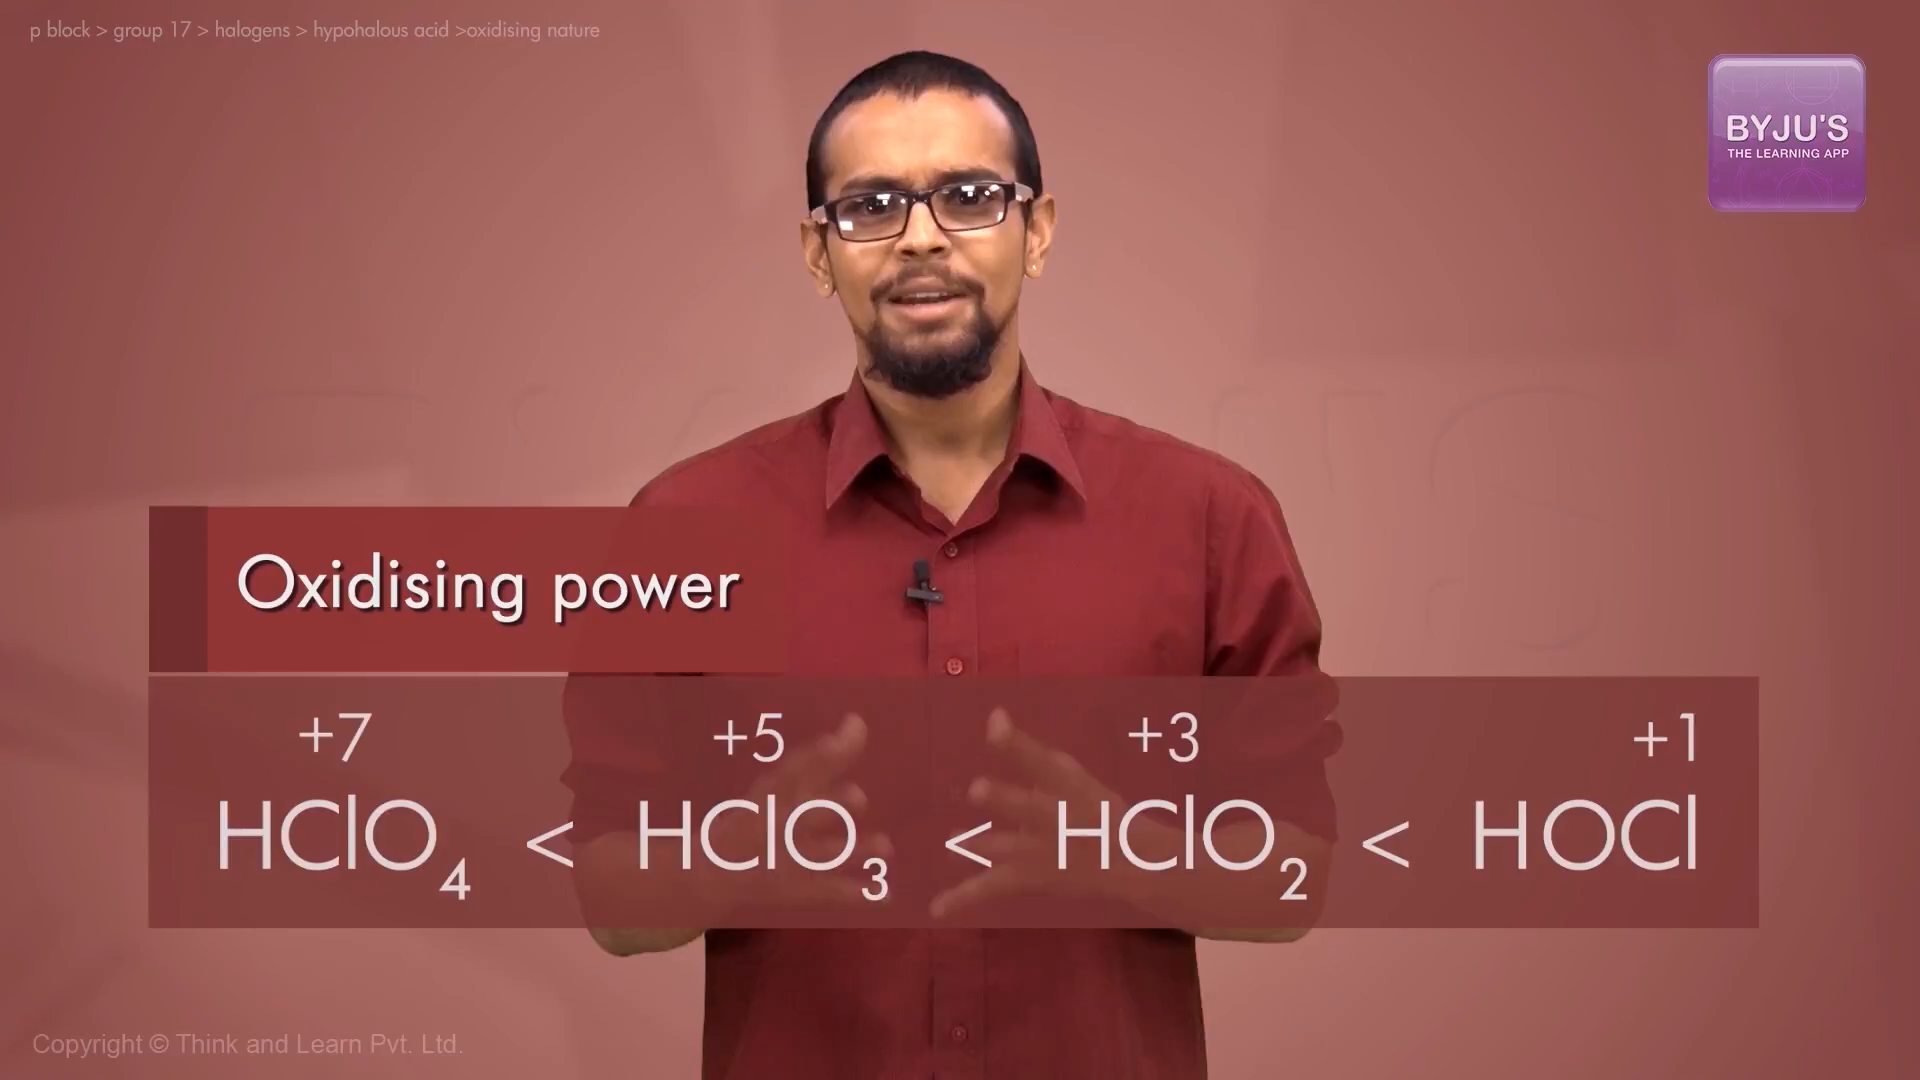 p block > group 17 > halogens > hypohalous acid >oxidising nature
BYJU'S
THE LEARNING APP
Oxidising power
+7 +5 +3 +1
HClO₄ < HClO₃ < HClO₂ < HOCl
Copyright © Think and Learn Pvt. Ltd.